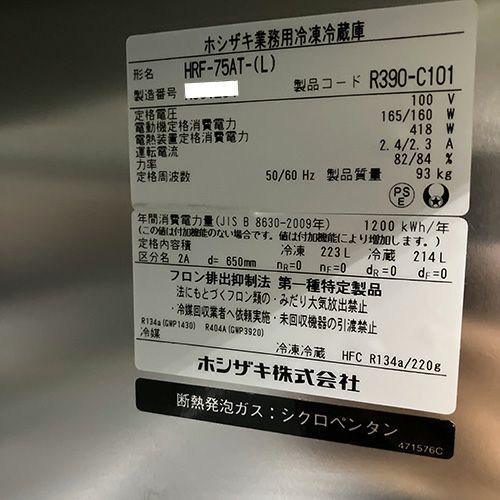 ホシザキ業務用冷凍冷蔵庫
形名 HRF-75AT-(L)
製造番号 製品コード R390-C101
定格電圧 100 V
電動機定格消費電力 165/160 W
電熱装置定格消費電力 418 W
運転電流 2.4/2.3 A
力率 82/84 %
定格周波数 50/60 Hz 製品質量 93 kg
PSE
年間消費電力量(JIS B 8630-2009年) 1200 kWh/年
(この値は付加機能のない場合です。値は付加機能により増加します。)
定格内容積 冷凍 223 L 冷蔵 214 L
区分名 2A d= 650mm nR=0 nF=0 dR=0 dF=0
フロン排出抑制法 第一種特定製品
法にもとづくフロン類の・みだり大気放出禁止
・冷媒回収業者へ依頼実施・未回収機器の引渡禁止
R134a(GWP1430) R404A(GWP3920)
冷媒 冷凍冷蔵 HFC R134a/220g
ホシザキ株式会社
断熱発泡ガス：シクロペンタン
471576C